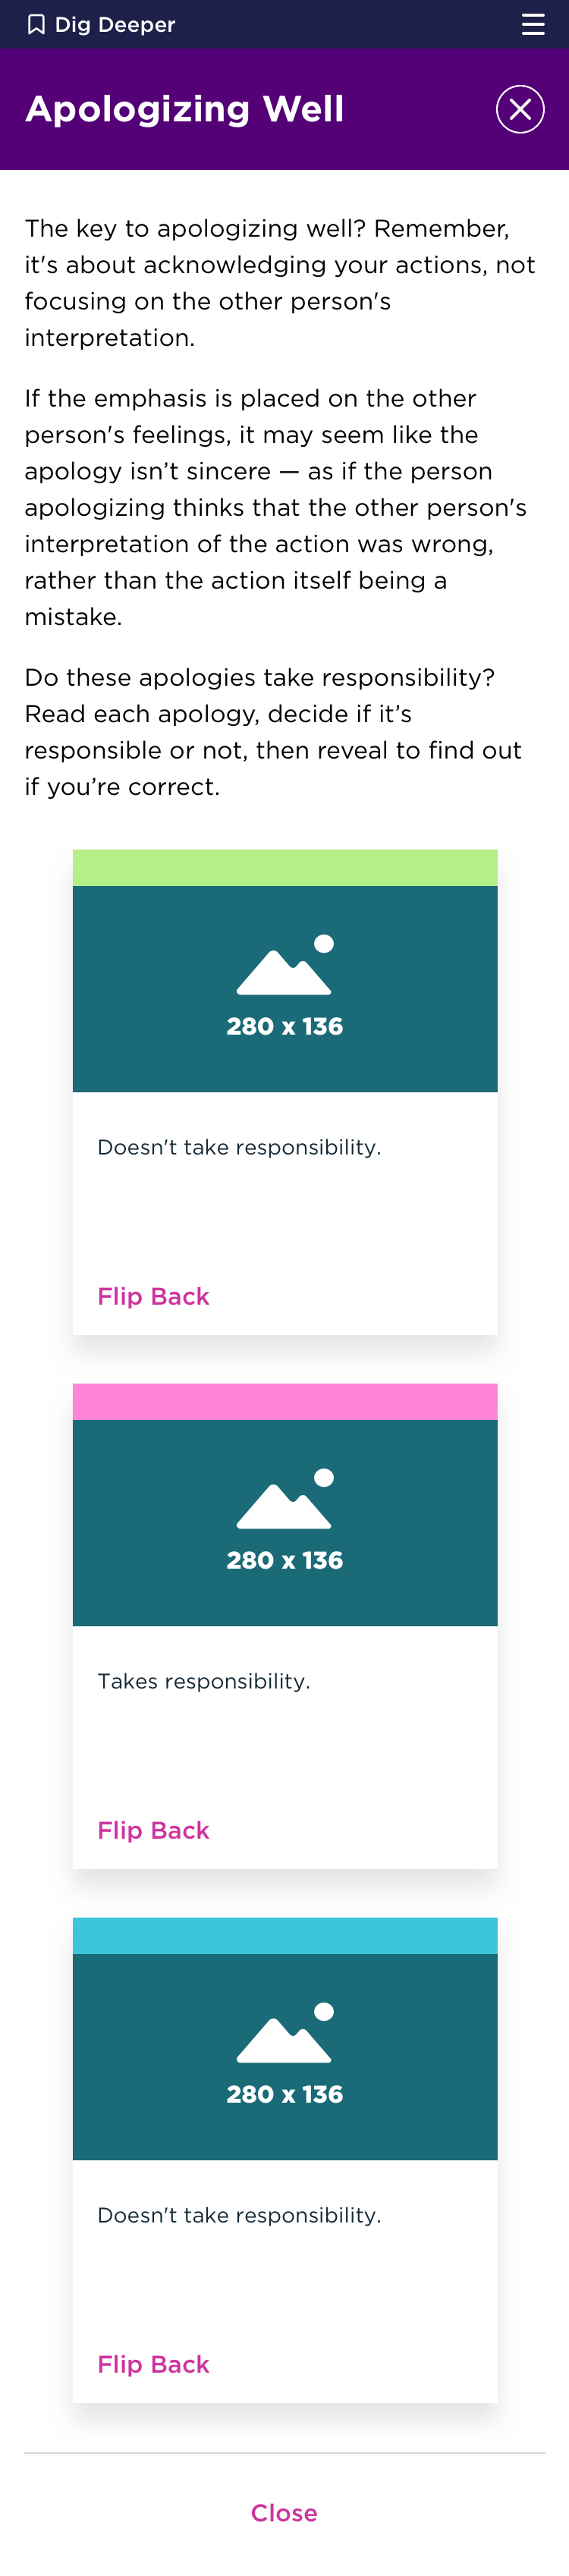 Dig Deeper
Apologizing Well
The key to apologizing well? Remember,
it's about acknowledging your actions, not
focusing on the other person's
interpretation.
If the emphasis is placed on the other
person's feelings, it may seem like the
apology isn’t sincere — as if the person
apologizing thinks that the other person's
interpretation of the action was wrong,
rather than the action itself being a
mistake.
Do these apologies take responsibility?
Read each apology, decide if it’s
responsible or not, then reveal to find out
if you’re correct.
280 x 136
Doesn't take responsibility.
Flip Back
280 x 136
Takes responsibility.
Flip Back
280 x 136
Doesn't take responsibility.
Flip Back
Close